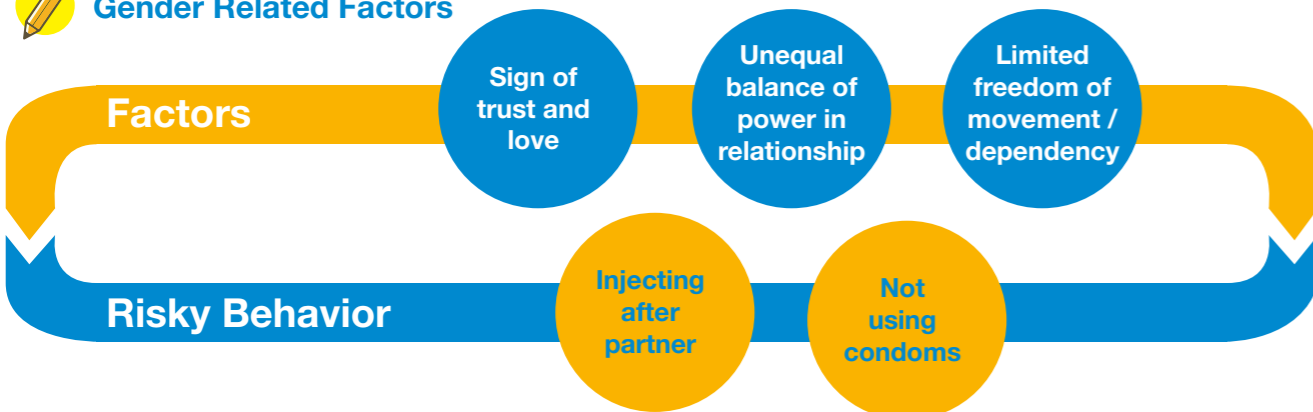 Gender Related Factors
Factors
Sign of
trust and
love
Unequal
balance of
power in
relationship
Limited
freedom of
movement /
dependency
Risky Behavior
Injecting
after
partner
Not
using
condoms